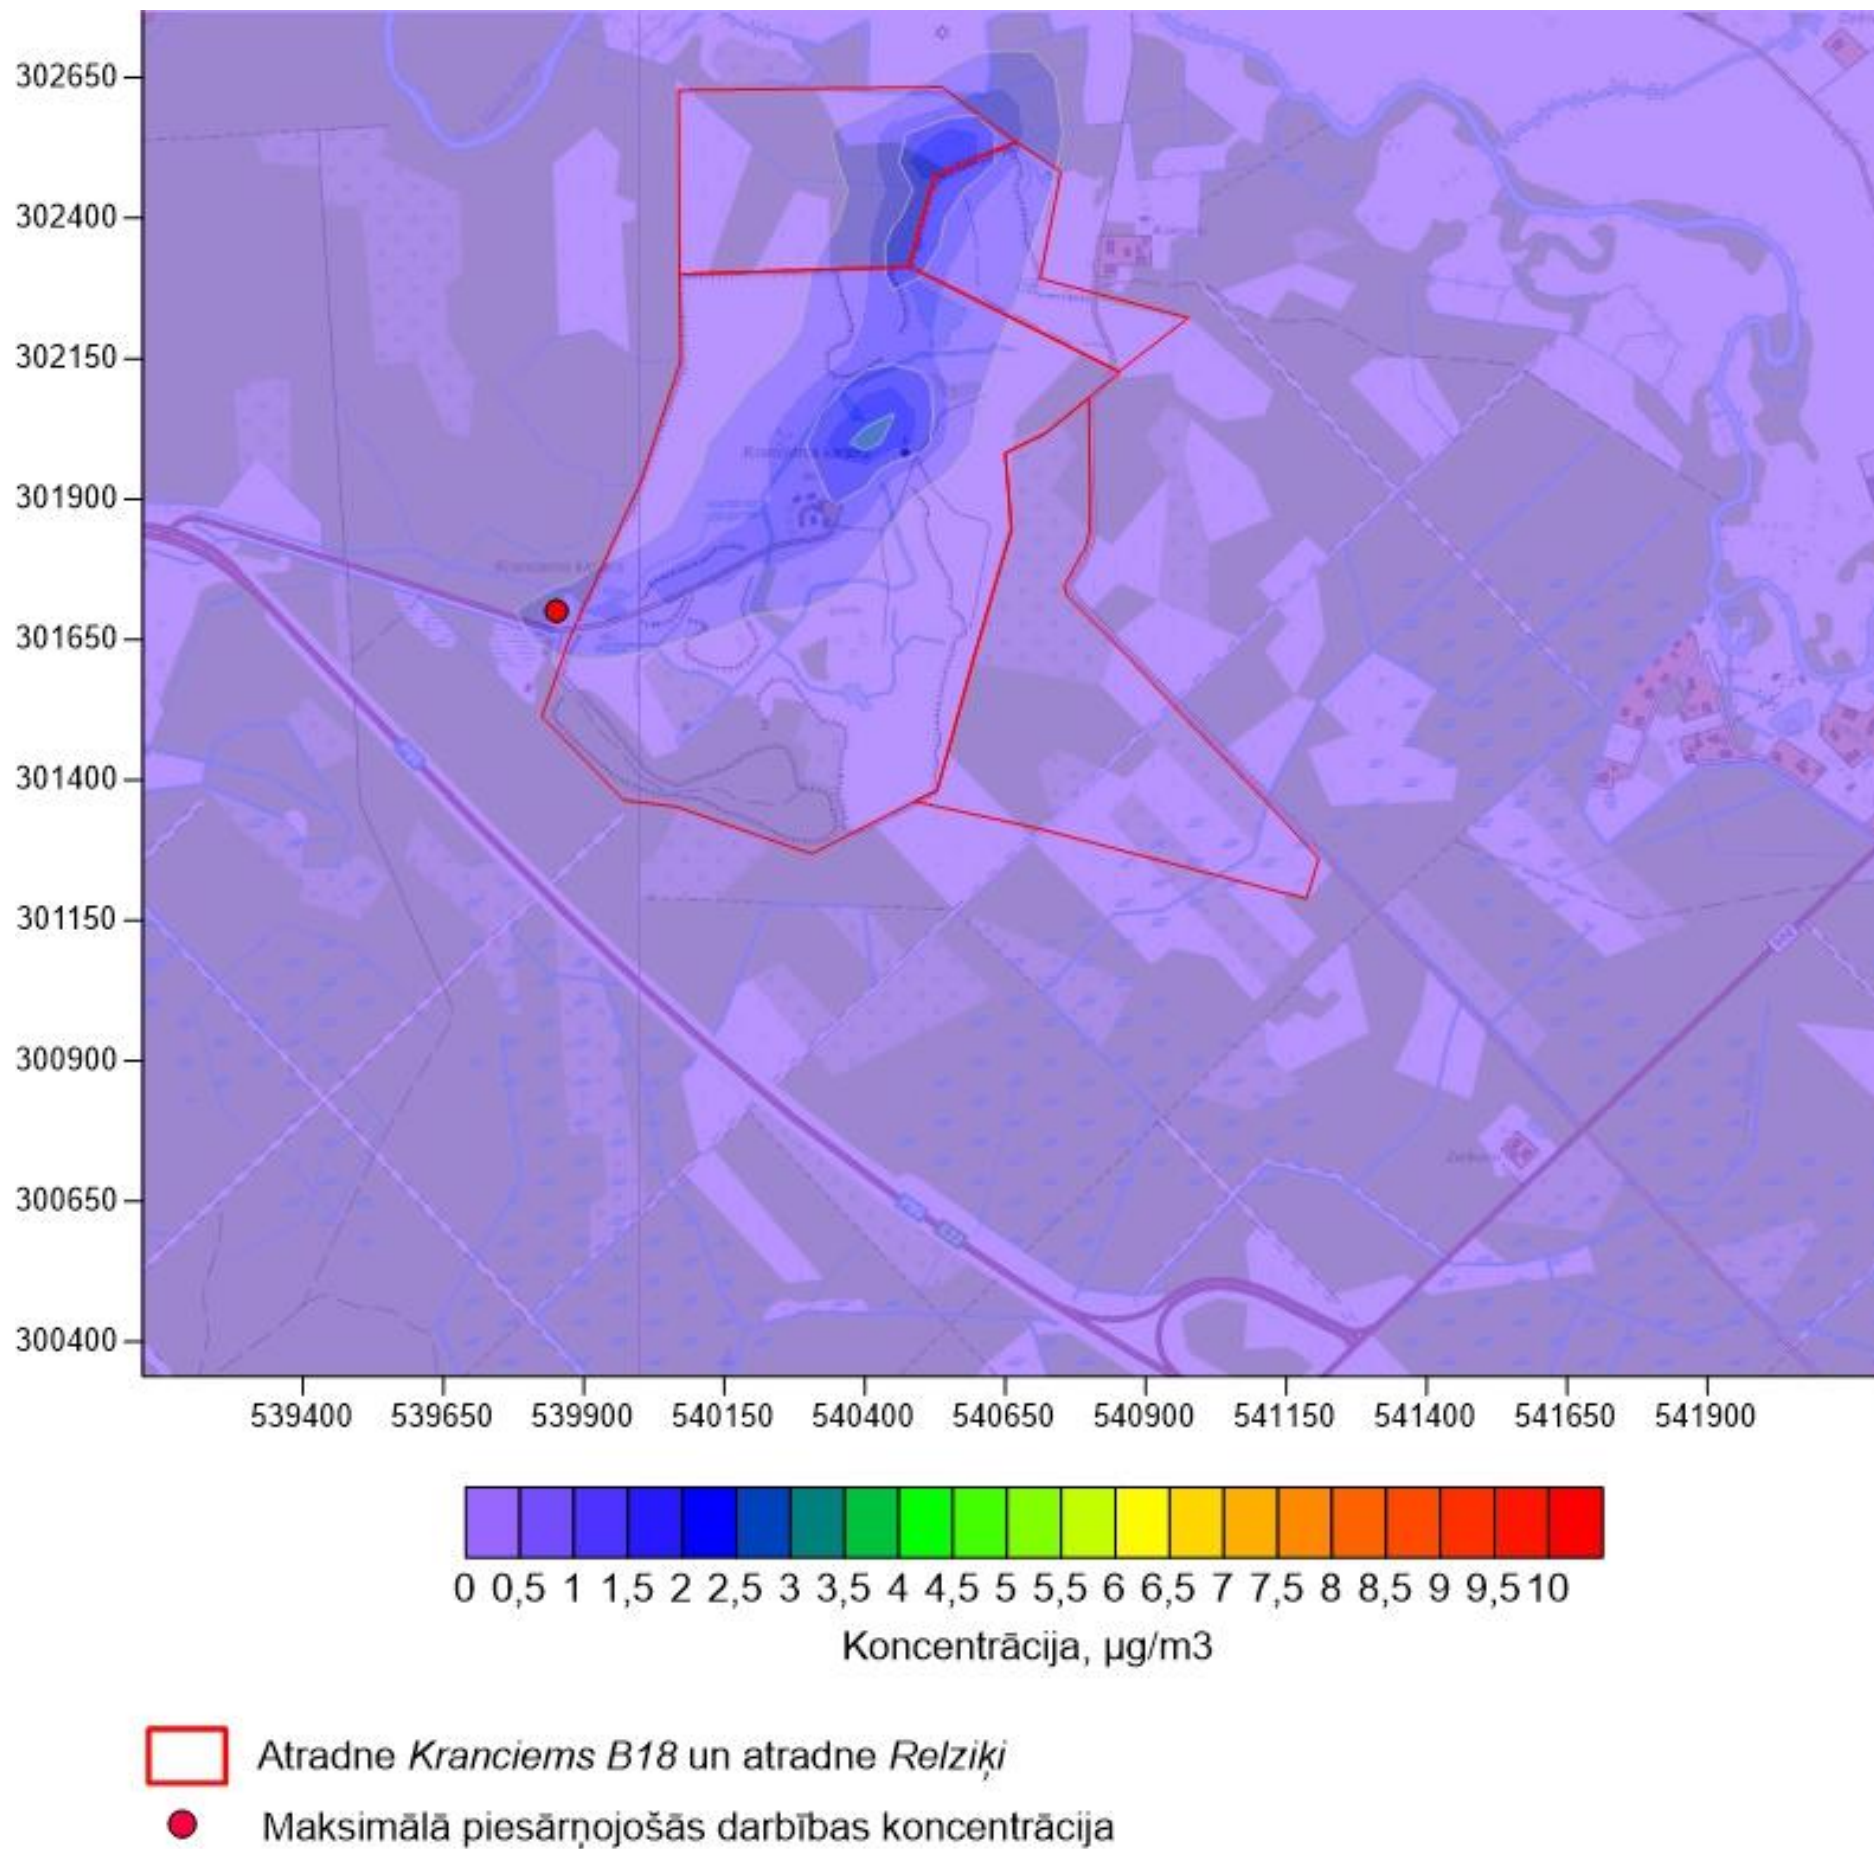 302650
302400
302150
301900
301650
301400
301150
300900
300650
300400
539400 539650 539900 540150 540400 540650 540900 541150 541400 541650 541900
0 0,5 1 1,5 2 2,5 3 3,5 4 4,5 5 5,5 6 6,5 7 7,5 8 8,5 9 9,5 10
Koncentrācija, µg/m3
Atradne Kranciems B18 un atradne Relziķi
Maksimālā piesārņojošās darbības koncentrācija